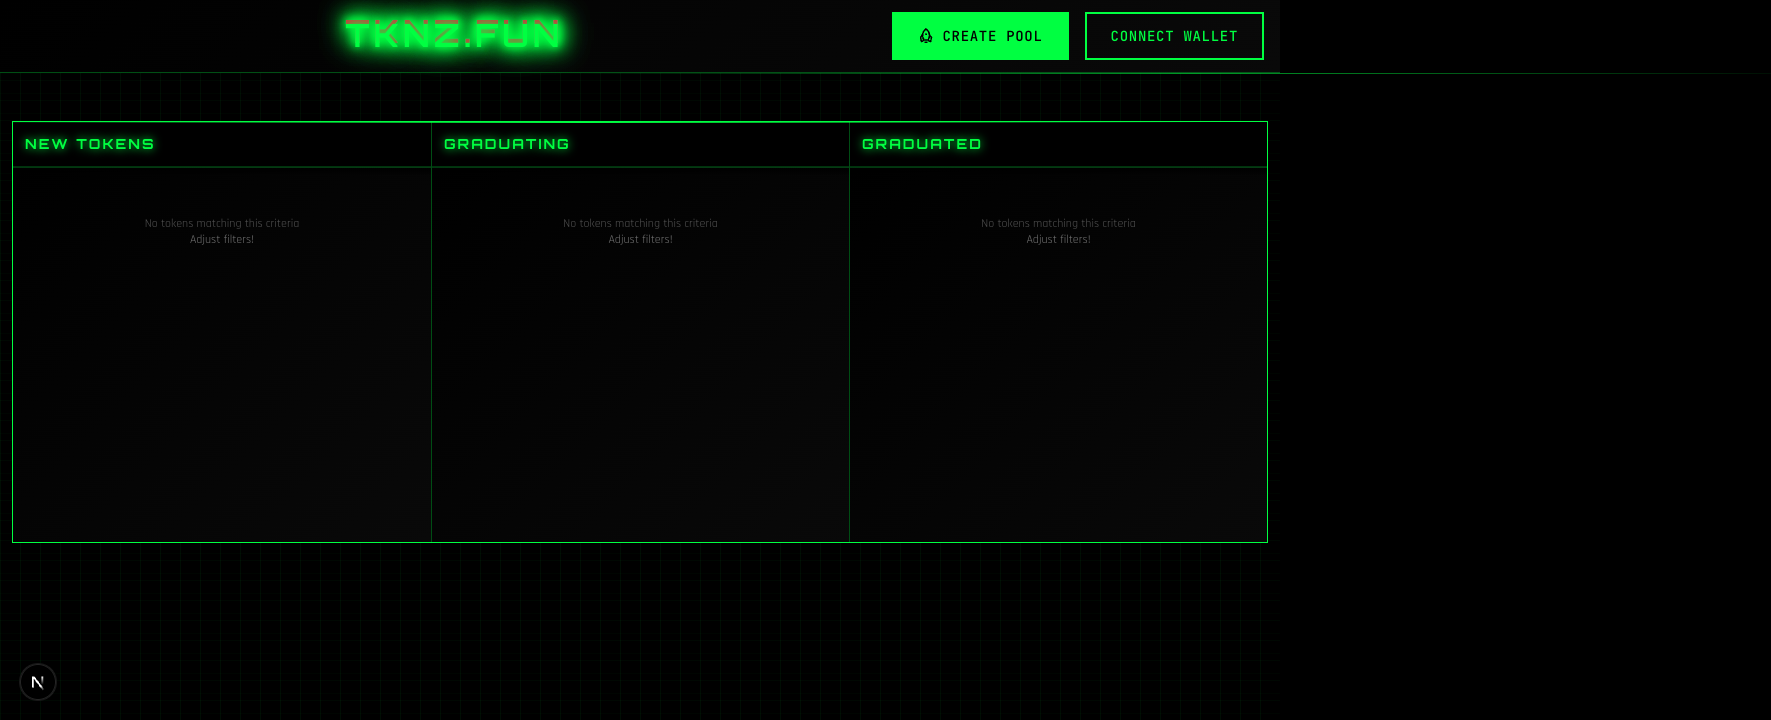 TKNZ.FUN
CREATE POOL
CONNECT WALLET
NEW TOKENS
GRADUATING
GRADUATED
No tokens matching this criteria
Adjust filters!
No tokens matching this criteria
Adjust filters!
No tokens matching this criteria
Adjust filters!
N